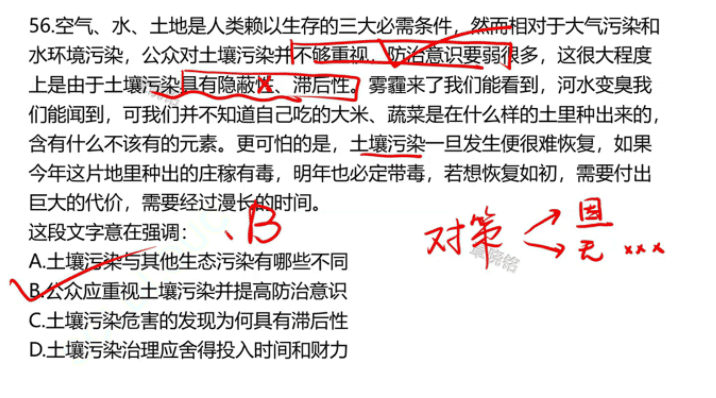 56.空气、水、土地是人类赖以生存的三大必需条件，然而相对于大气污染和
水环境污染，公众对土壤污染并不够重视，防治意识要弱很多，这很大程度
上是由于土壤污染具有隐蔽性、滞后性。雾霾来了我们能看到，河水变臭我
们能闻到，可我们并不知道自己吃的大米、蔬菜是在什么样的土里种出来的，
含有什么不该有的元素。更可怕的是，土壤污染一旦发生便很难恢复，如果
今年这片地里种出的庄稼有毒，明年也必定带毒，若想恢复如初，需要付出
巨大的代价，需要经过漫长的时间。
这段文字意在强调：
、B
A.土壤污染与其他生态污染有哪些不同
B.公众应重视土壤污染并提高防治意识
C.土壤污染危害的发现为何具有滞后性
D.土壤污染治理应舍得投入时间和财力
对策
无 ×××